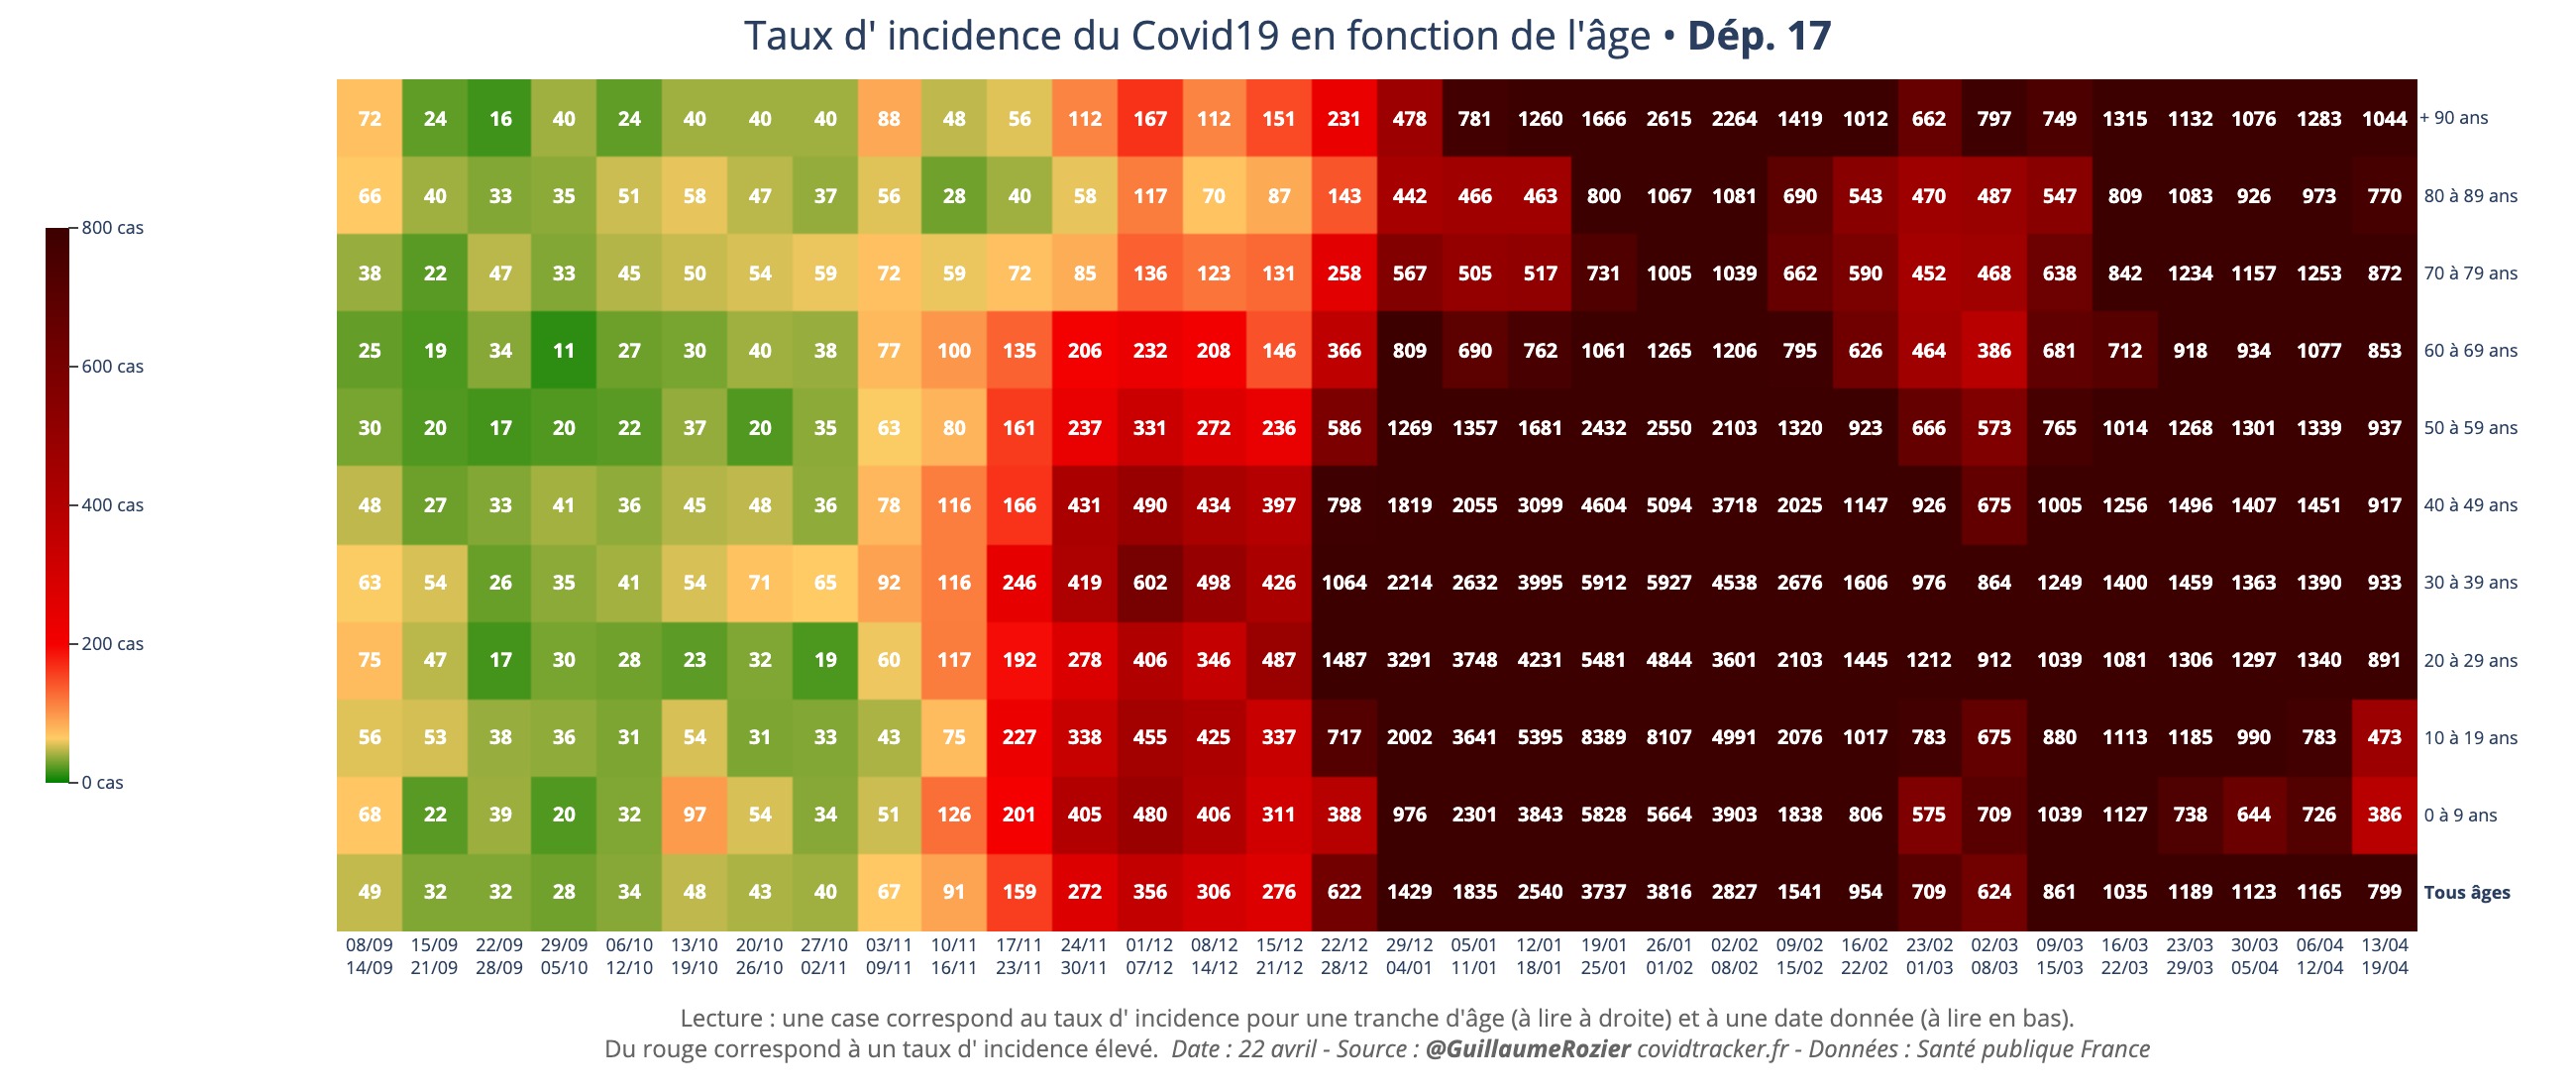 Taux d' incidence du Covid19 en fonction de l'âge • Dép. 17
72 24 16 40 24 40 40 40 88 48 56 112 167 112 151 231 478 781 1260 1666 2615 2264 1419 1012 662 797 749 1315 1132 1076 1283 1044 + 90 ans
66 40 33 35 51 58 47 37 56 28 40 58 117 70 87 143 442 466 463 800 1067 1081 690 543 470 487 547 809 1083 926 973 770 80 à 89 ans
800 cas
38 22 47 33 45 50 54 59 72 59 72 85 136 123 131 258 567 505 517 731 1005 1039 662 590 452 468 638 842 1234 1157 1253 872 70 à 79 ans
25 19 34 11 27 30 40 38 77 100 135 206 232 208 146 366 809 690 762 1061 1265 1206 795 626 464 386 681 712 918 934 1077 853 60 à 69 ans
600 cas
30 20 17 20 22 37 20 35 63 80 161 237 331 272 236 586 1269 1357 1681 2432 2550 2103 1320 923 666 573 765 1014 1268 1301 1339 937 50 à 59 ans
400 cas
48 27 33 41 36 45 48 36 78 116 166 431 490 434 397 798 1819 2055 3099 4604 5094 3718 2025 1147 926 675 1005 1256 1496 1407 1451 917 40 à 49 ans
63 54 26 35 41 54 71 65 92 116 246 419 602 498 426 1064 2214 2632 3995 5912 5927 4538 2676 1606 976 864 1249 1400 1459 1363 1390 933 30 à 39 ans
200 cas
75 47 17 30 28 23 32 19 60 117 192 278 406 346 487 1487 3291 3748 4231 5481 4844 3601 2103 1445 1212 912 1039 1081 1306 1297 1340 891 20 à 29 ans
56 53 38 36 31 54 31 33 43 75 227 338 455 425 337 717 2002 3641 5395 8389 8107 4991 2076 1017 783 675 880 1113 1185 990 783 473 10 à 19 ans
0 cas
68 22 39 20 32 97 54 34 51 126 201 405 480 406 311 388 976 2301 3843 5828 5664 3903 1838 806 575 709 1039 1127 738 644 726 386 0 à 9 ans
49 32 32 28 34 48 43 40 67 91 159 272 356 306 276 622 1429 1835 2540 3737 3816 2827 1541 954 709 624 861 1035 1189 1123 1165 799 Tous âges
08/09 15/09 22/09 29/09 06/10 13/10 20/10 27/10 03/11 10/11 17/11 24/11 01/12 08/12 15/12 22/12 29/12 05/01 12/01 19/01 26/01 02/02 09/02 16/02 23/02 02/03 09/03 16/03 23/03 30/03 06/04 13/04
14/09 21/09 28/09 05/10 12/10 19/10 26/10 02/11 09/11 16/11 23/11 30/11 07/12 14/12 21/12 28/12 04/01 11/01 18/01 25/01 01/02 08/02 15/02 22/02 01/03 08/03 15/03 22/03 29/03 05/04 12/04 19/04
Lecture : une case correspond au taux d' incidence pour une tranche d'âge (à lire à droite) et à une date donnée (à lire en bas).
Du rouge correspond à un taux d' incidence élevé. Date : 22 avril - Source : @GuillaumeRozier covidtracker.fr - Données : Santé publique France